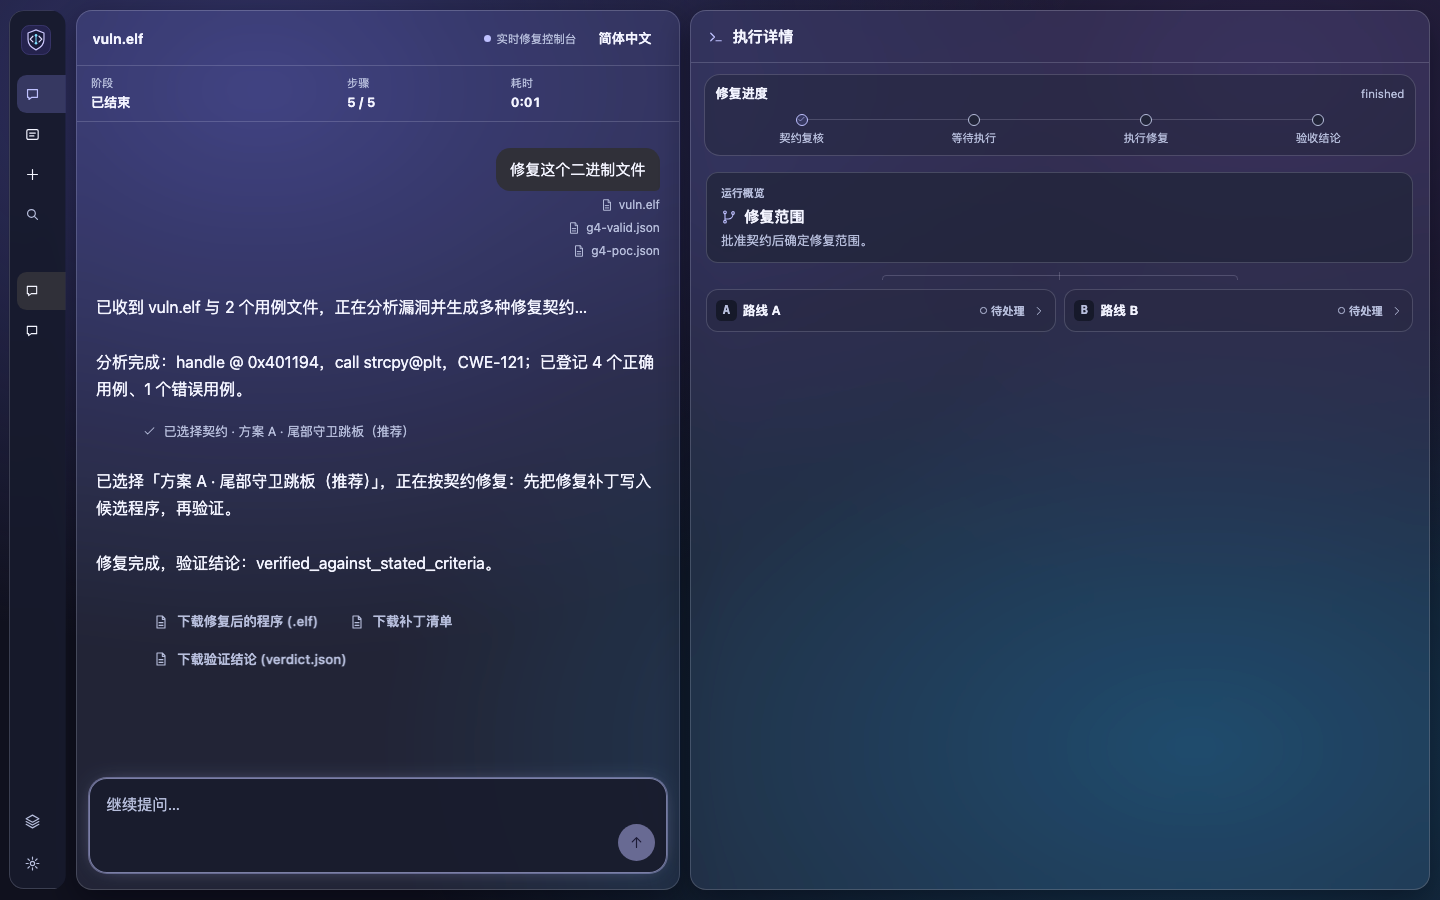 vuln.elf
实时修复控制台
简体中文
阶段
步骤
耗时
已结束
5 / 5
0:01
修复这个二进制文件
vuln.elf
g4-valid.json
g4-poc.json
已收到 vuln.elf 与 2 个用例文件，正在分析漏洞并生成多种修复契约...
分析完成：handle @ 0x401194，call strcpy@plt，CWE-121；已登记 4 个正确
用例、1 个错误用例。
已选择契约 · 方案 A · 尾部守卫跳板（推荐）
已选择「方案 A · 尾部守卫跳板（推荐）」，正在按契约修复：先把修复补丁写入
候选程序，再验证。
修复完成，验证结论：verified_against_stated_criteria。
下载修复后的程序 (.elf)
下载补丁清单
下载验证结论 (verdict.json)
继续提问...
执行详情
修复进度
finished
契约复核
等待执行
执行修复
验收结论
运行概览
修复范围
批准契约后确定修复范围。
A 路线 A
待处理
B 路线 B
待处理